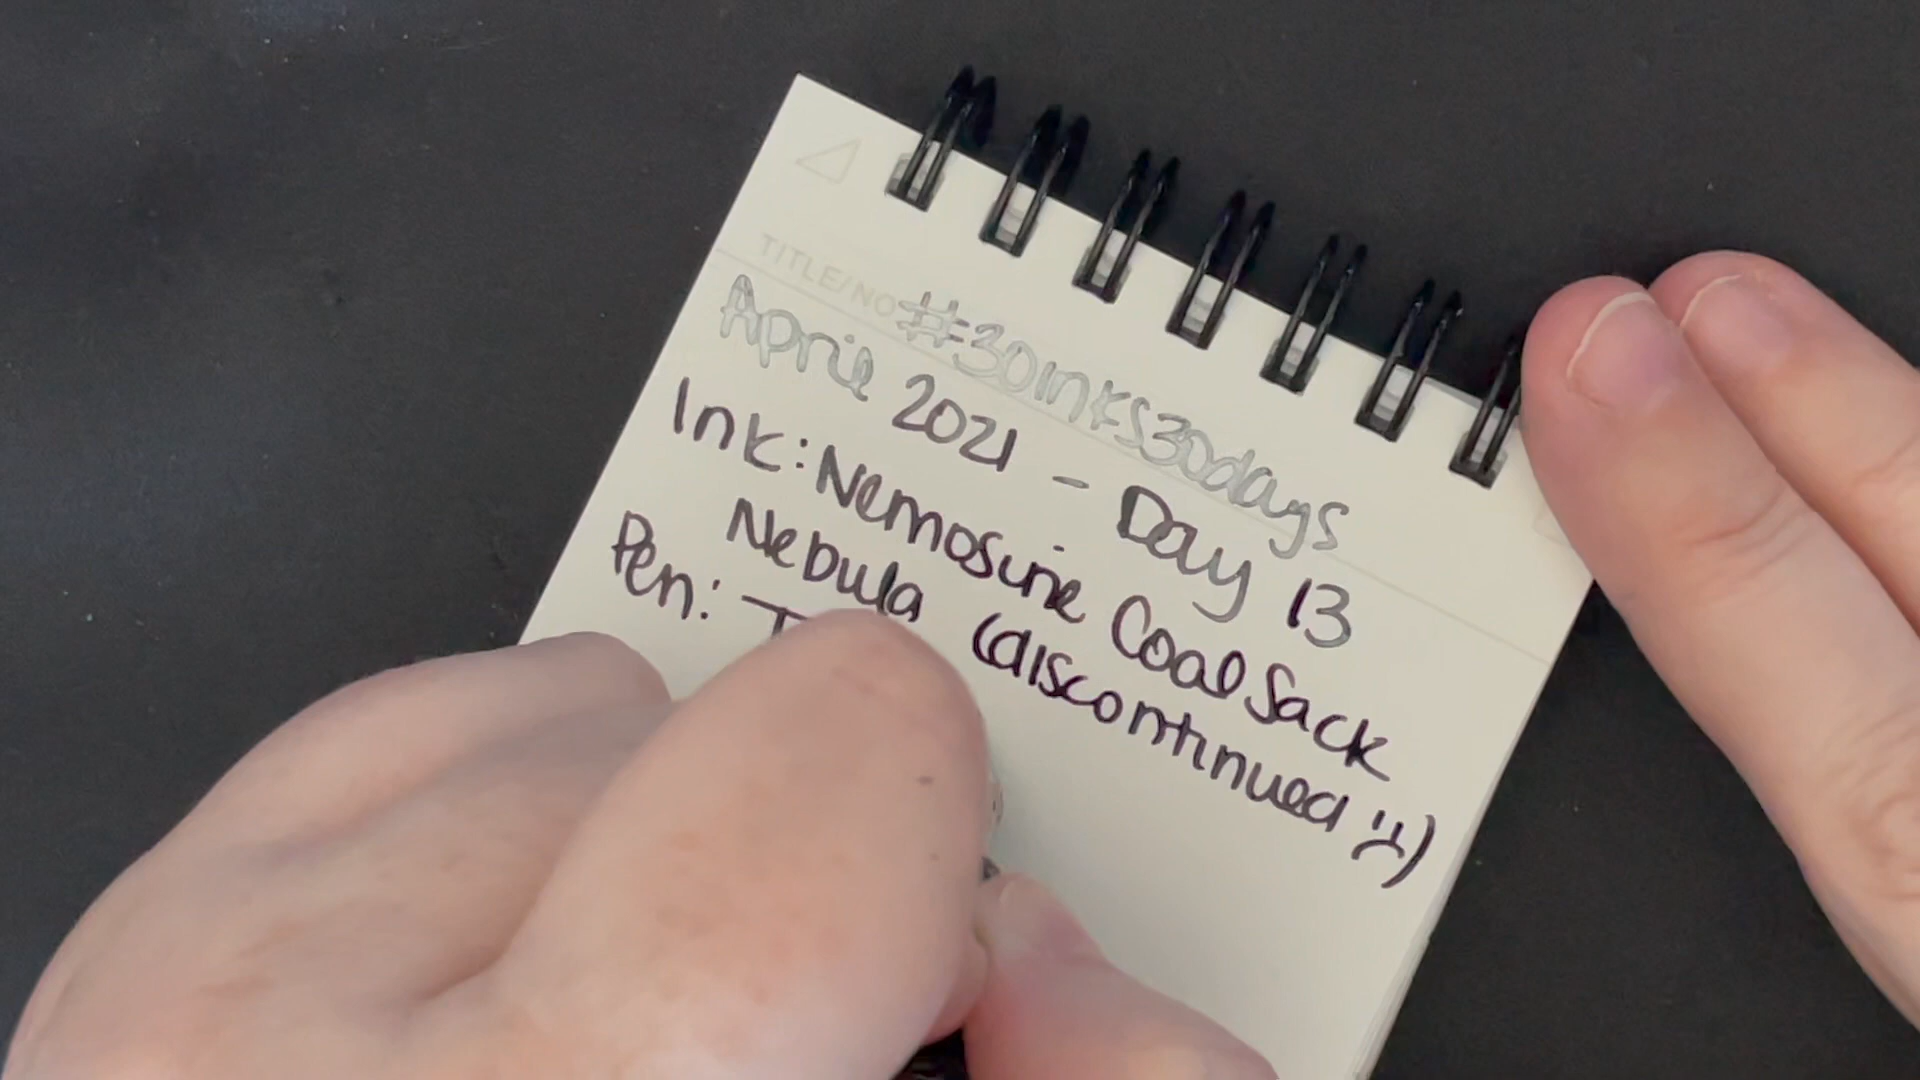 TITLE/NO
#30inks30days
April 2021 - Day 13
Ink: Nemosine Coal Sack
Nebula (discontinued :()
Pen: